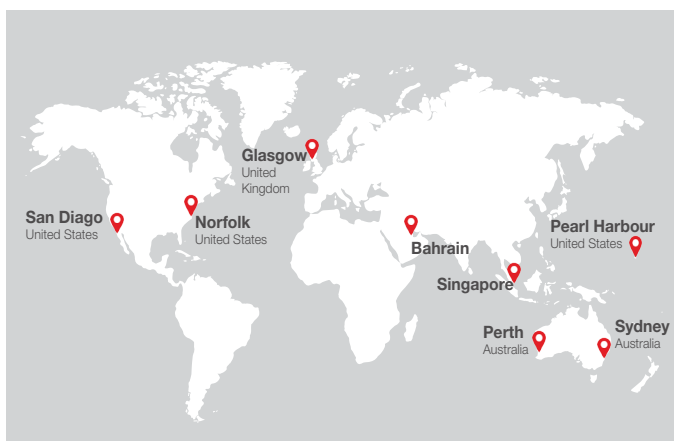 Glasgow
United
Kingdom
San Diago
United States
Norfolk
United States
Bahrain
Pearl Harbour
United States
Singapore
Perth
Australia
Sydney
Australia